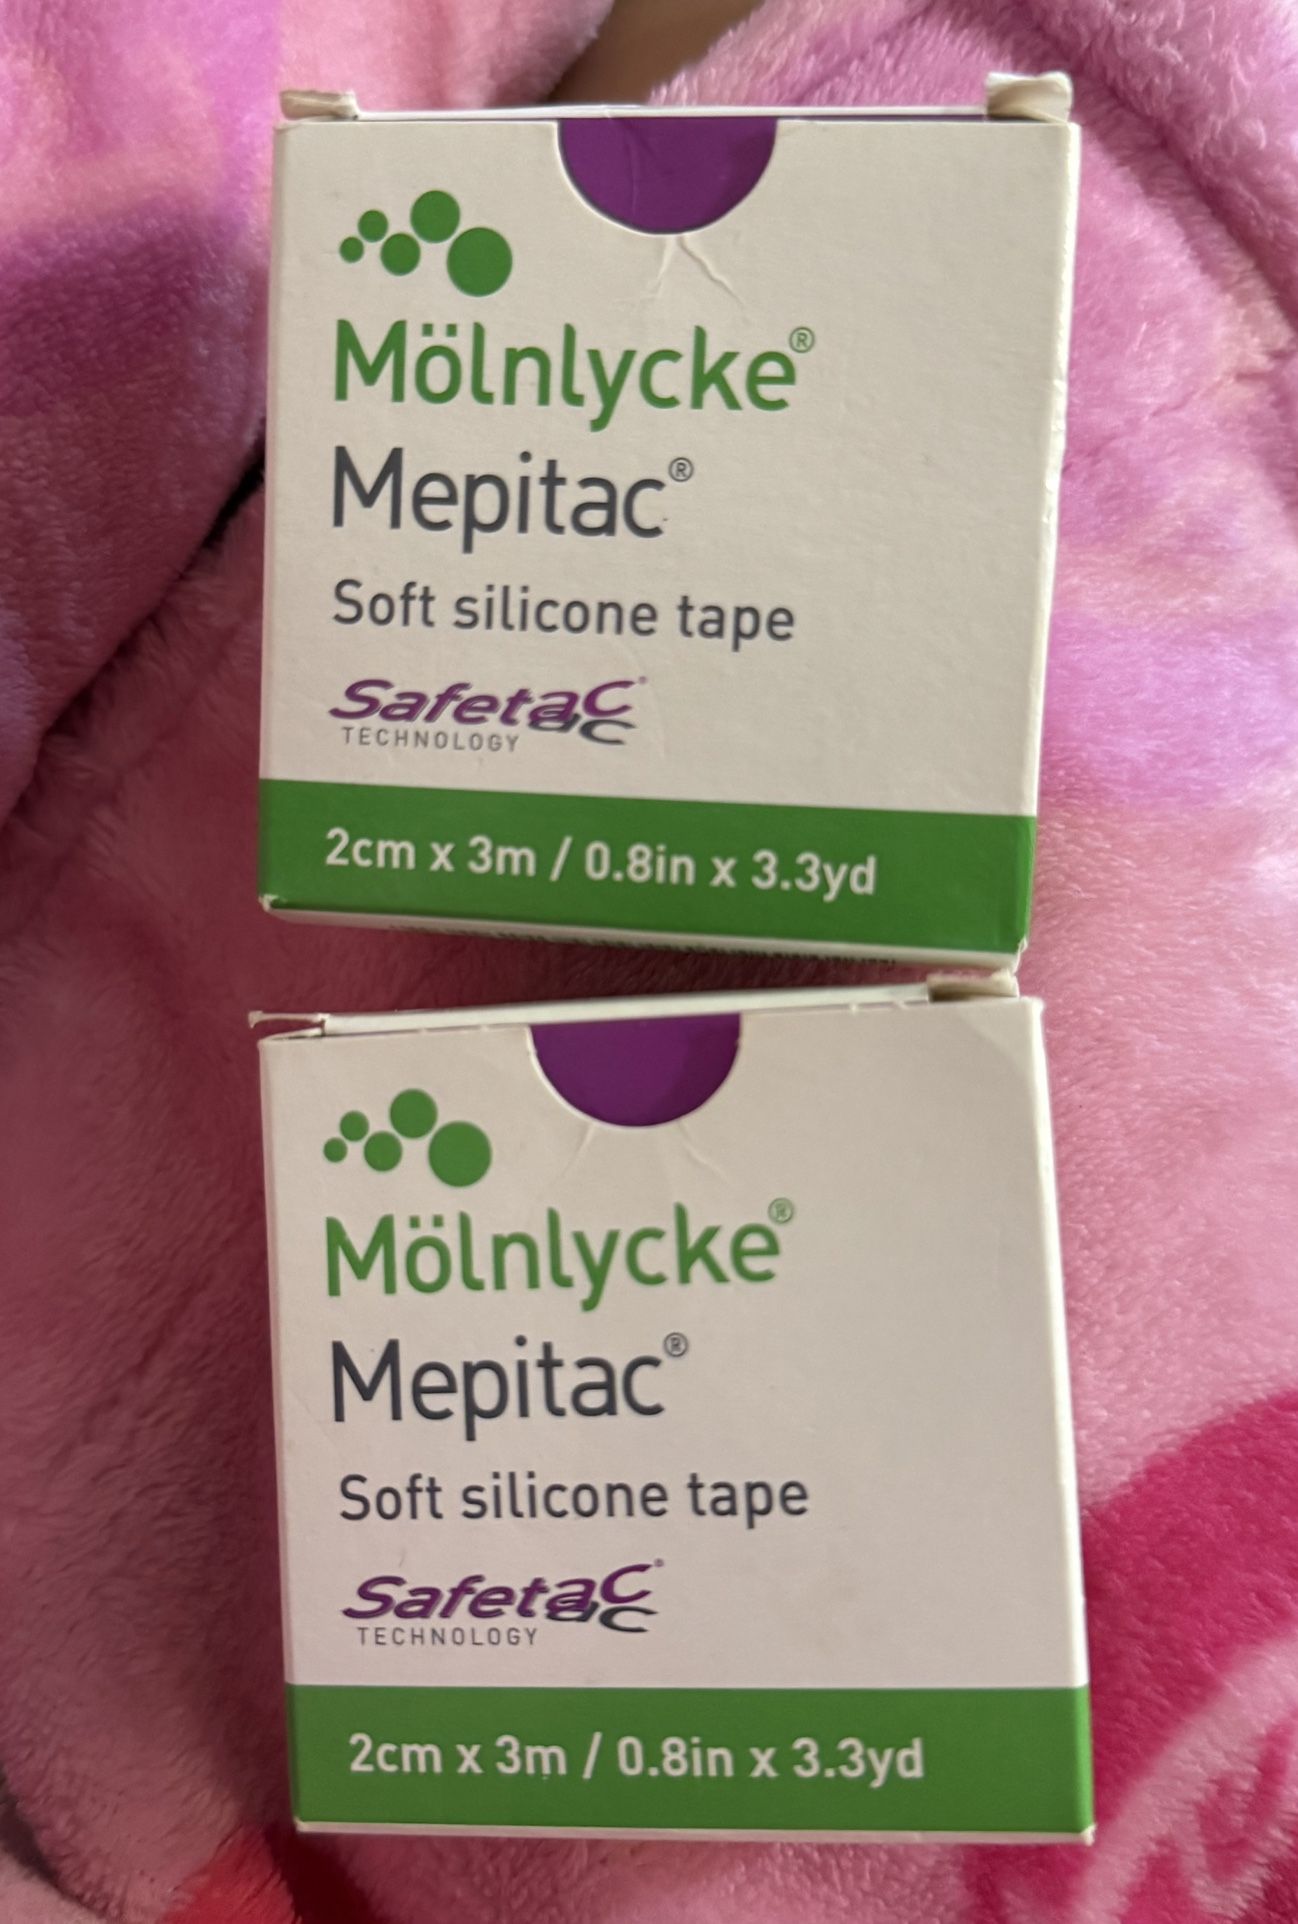 Mölnlycke®
Mepitac®
Soft silicone tape
Safetac®
TECHNOLOGY
2cm x 3m / 0.8in x 3.3yd
Mölnlycke®
Mepitac®
Soft silicone tape
Safetac®
TECHNOLOGY
2cm x 3m / 0.8in x 3.3yd